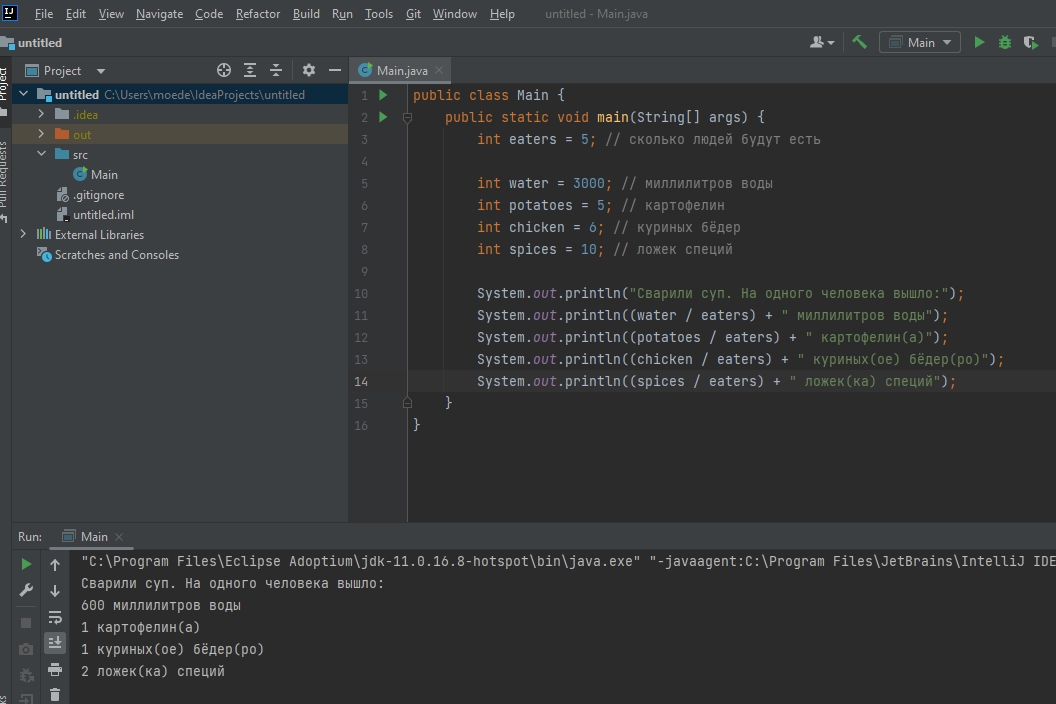 File Edit View Navigate Code Refactor Build Run Tools Git Window Help untitled - Main.java
untitled Main
Project Main.java
Project
Pull Requests
untitled C:\Users\moede\IdeaProjects\untitled
.idea
out
src
Main
.gitignore
untitled.iml
External Libraries
Scratches and Consoles
1 public class Main {
2 public static void main(String[] args) {
3 int eaters = 5; // сколько людей будут есть
4
5 int water = 3000; // миллилитров воды
6 int potatoes = 5; // картофелин
7 int chicken = 6; // куриных бёдер
8 int spices = 10; // ложек специй
9
10 System.out.println("Сварили суп. На одного человека вышло:");
11 System.out.println((water / eaters) + " миллилитров воды");
12 System.out.println((potatoes / eaters) + " картофелин(а)");
13 System.out.println((chicken / eaters) + " куриных(ое) бёдер(ро)");
14 System.out.println((spices / eaters) + " ложек(ка) специй");
15 }
16 }
Run: Main
"C:\Program Files\Eclipse Adoptium\jdk-11.0.16.8-hotspot\bin\java.exe" "-javaagent:C:\Program Files\JetBrains\IntelliJ IDE
Сварили суп. На одного человека вышло:
600 миллилитров воды
1 картофелин(а)
1 куриных(ое) бёдер(ро)
2 ложек(ка) специй